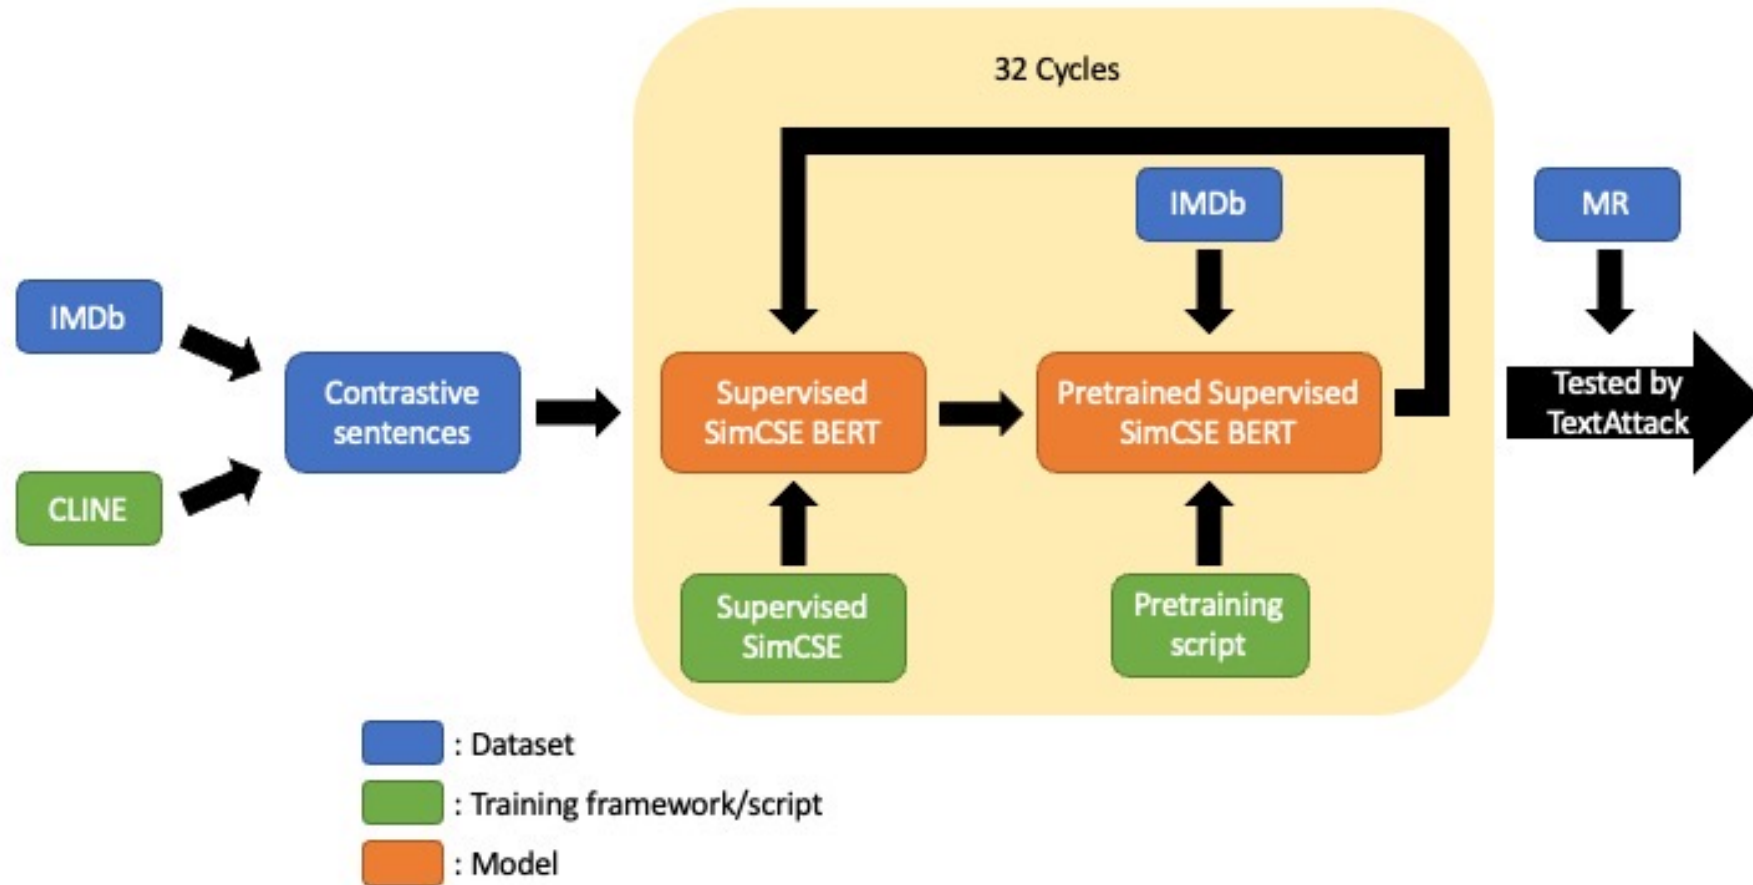 32 Cycles
IMDb
MR
IMDb
Contrastive
sentences
Supervised
SimCSE BERT
Pretrained Supervised
SimCSE BERT
Tested by
TextAttack
CLINE
Supervised
SimCSE
Pretraining
script
: Dataset
: Training framework/script
: Model